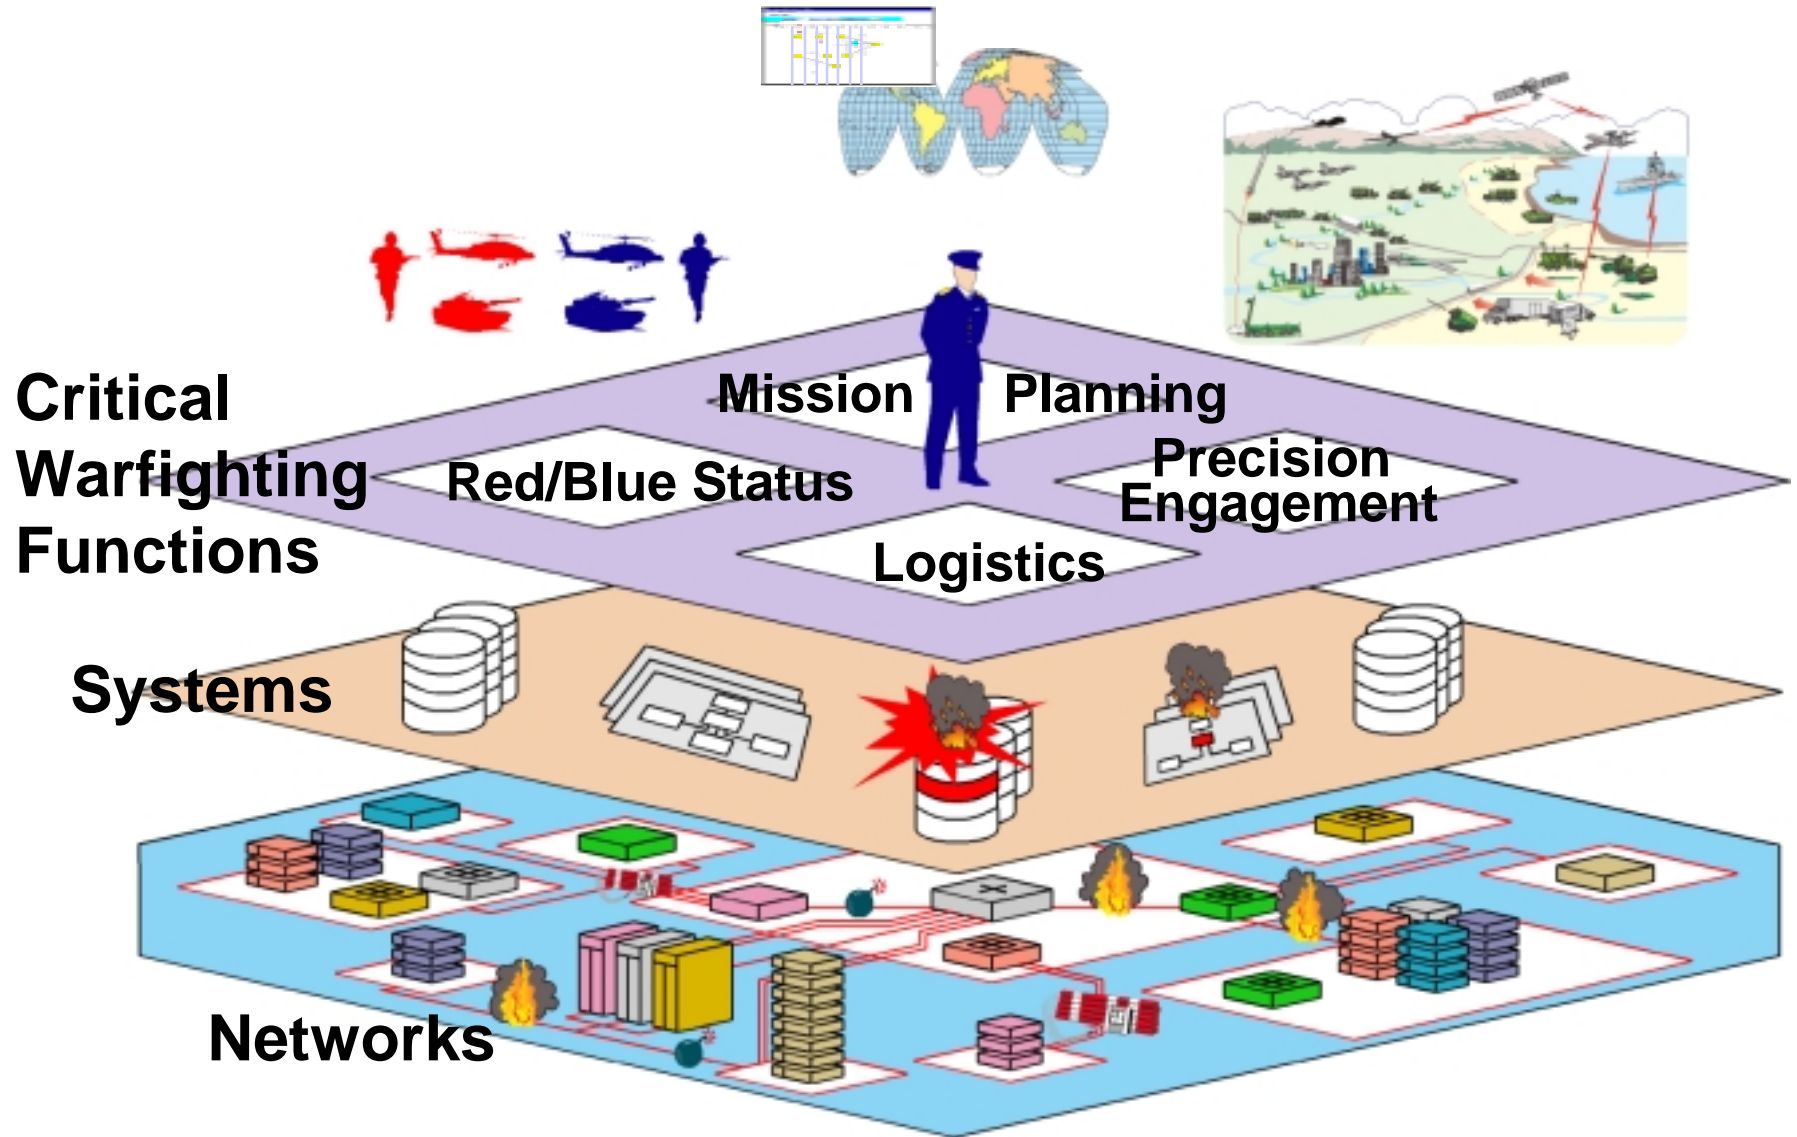 Critical
Warfighting
Functions
Mission Planning
Red/Blue Status
Precision
Engagement
Logistics
Systems
Networks